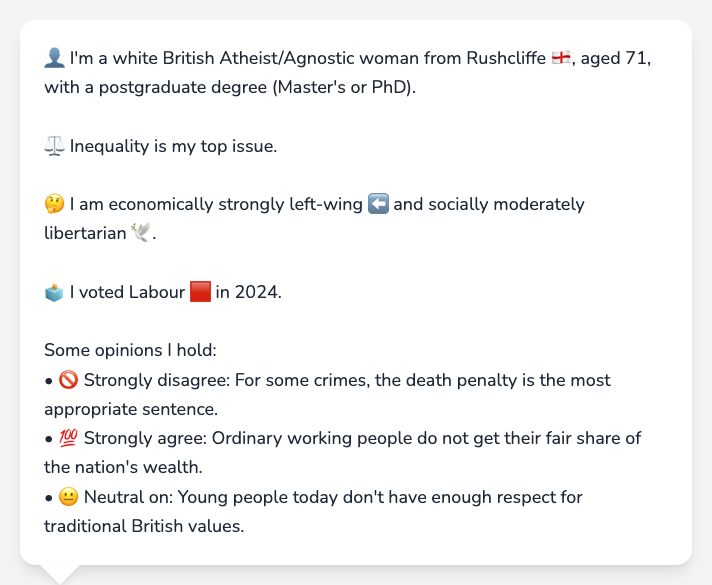 👤 I'm a white British Atheist/Agnostic woman from Rushcliffe 🏴󠁧󠁢󠁥󠁮󠁧󠁿, aged 71,
with a postgraduate degree (Master's or PhD).
⚖️ Inequality is my top issue.
🤔 I am economically strongly left-wing ⬅️ and socially moderately
libertarian 🕊️.
🗳️ I voted Labour 🟥 in 2024.
Some opinions I hold:
• 🚫 Strongly disagree: For some crimes, the death penalty is the most
appropriate sentence.
• 💯 Strongly agree: Ordinary working people do not get their fair share of
the nation's wealth.
• 😐 Neutral on: Young people today don't have enough respect for
traditional British values.